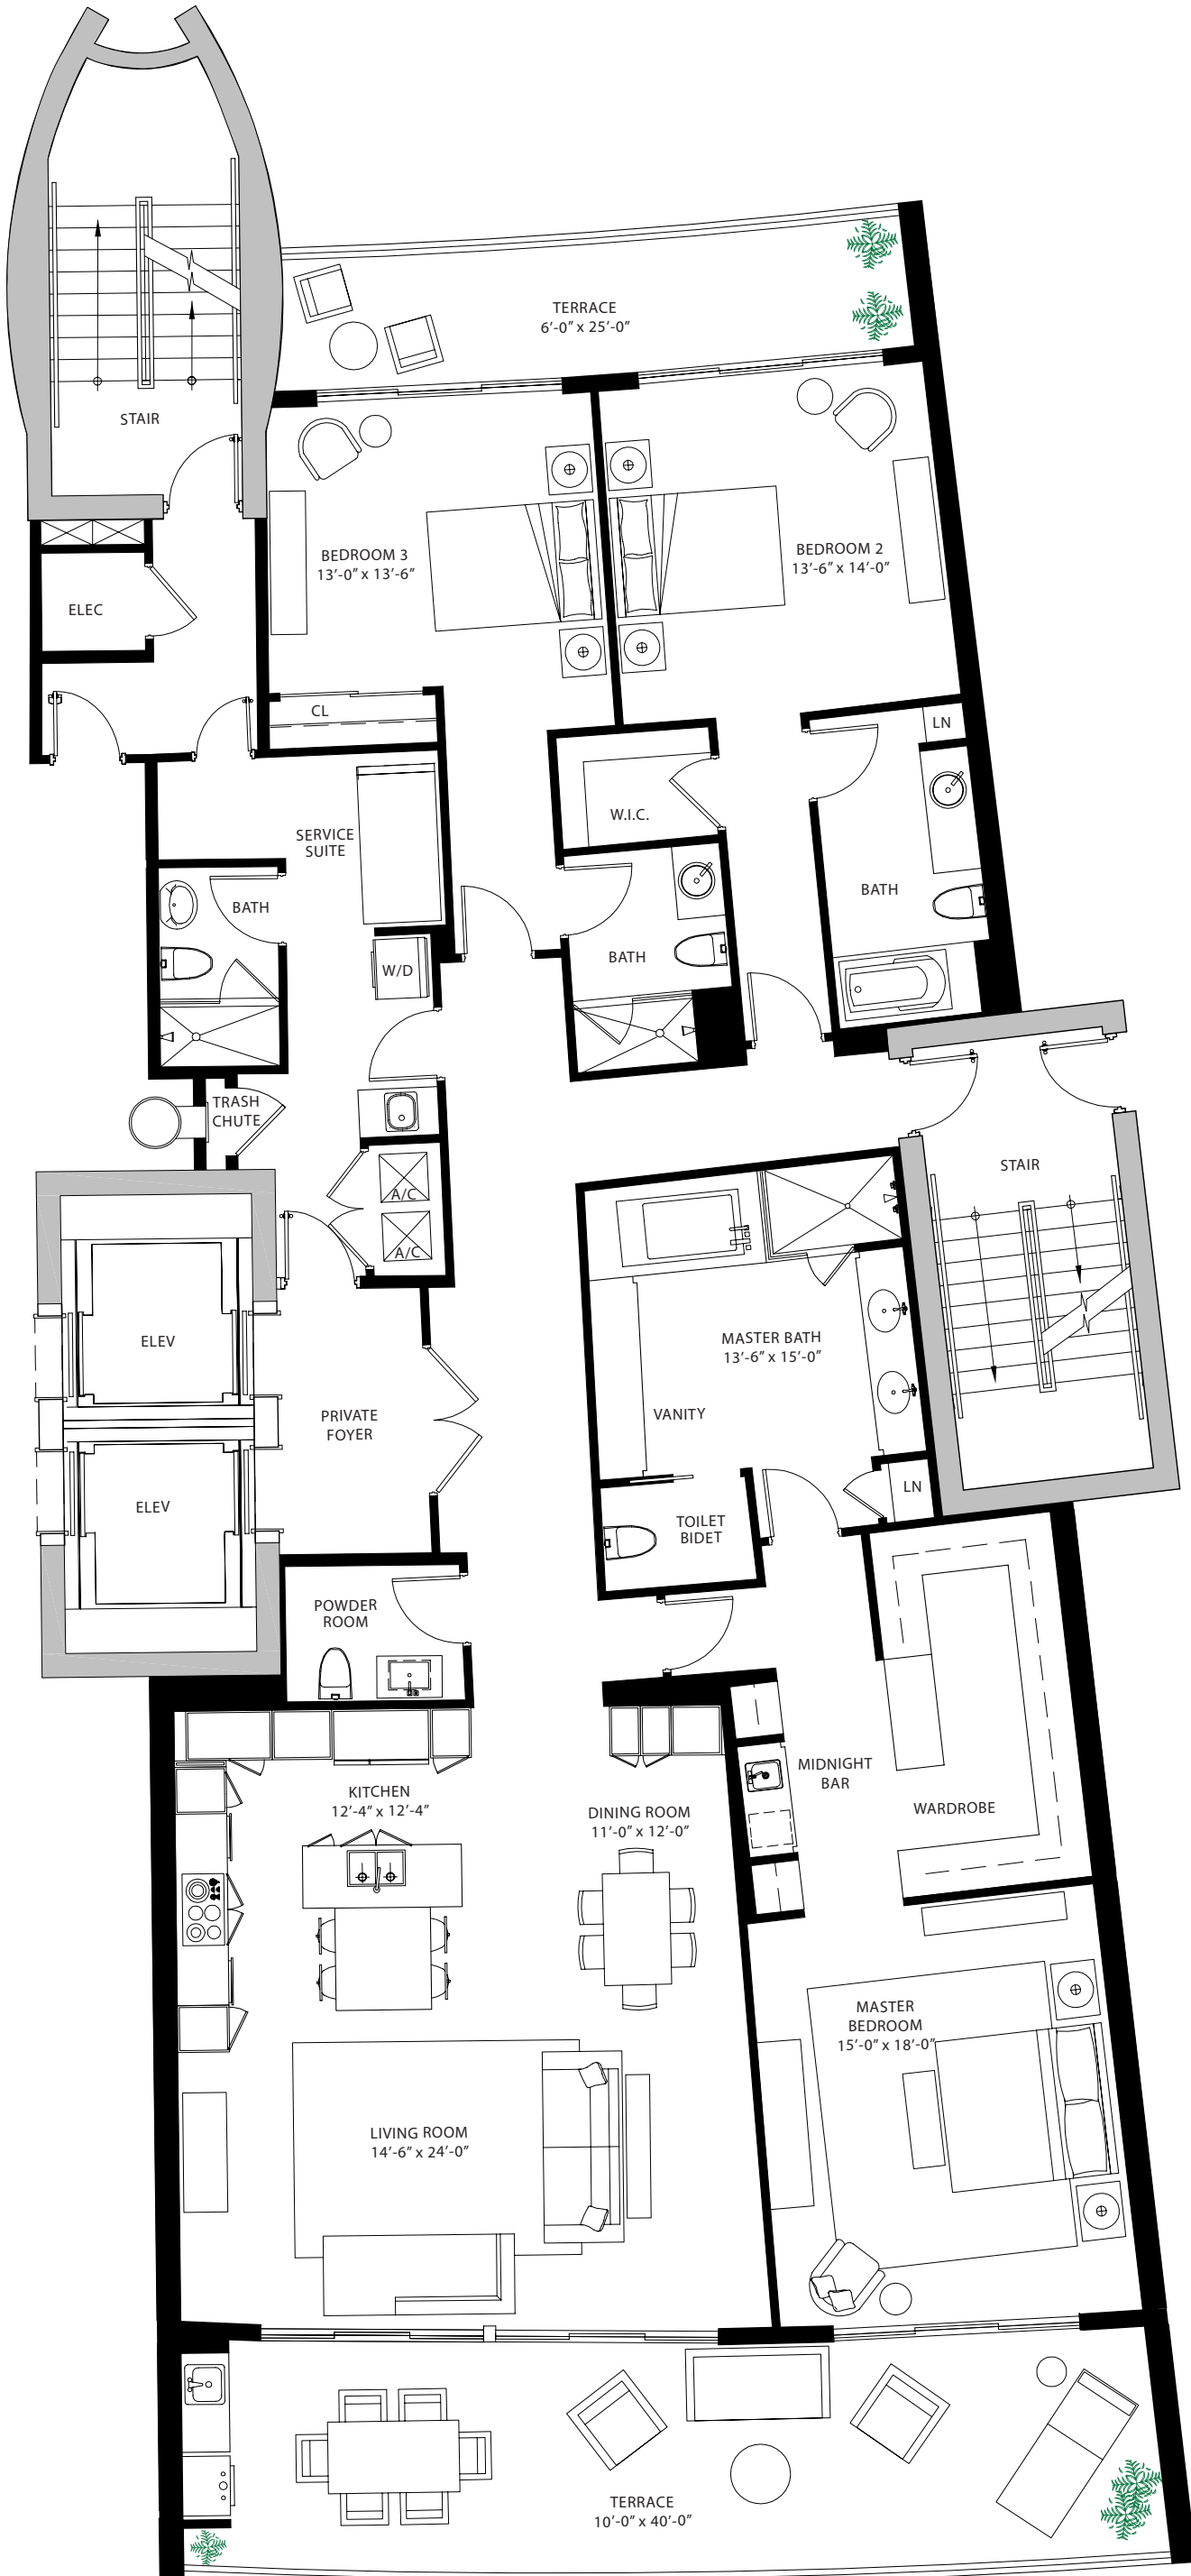 TERRACE
6'-0" x 25'-0"
STAIR
BEDROOM 3
13'-0" x 13'-6"
BEDROOM 2
13'-6" x 14'-0"
ELEC
CL
LN
W.I.C.
SERVICE
SUITE
BATH
BATH
BATH
W/D
TRASH
CHUTE
STAIR
A/C
A/C
ELEV
MASTER BATH
13'-6" x 15'-0"
VANITY
PRIVATE
FOYER
LN
ELEV
TOILET
BIDET
POWDER
ROOM
MIDNIGHT
BAR
KITCHEN
12'-4" x 12'-4"
DINING ROOM
11'-0" x 12'-0"
WARDROBE
MASTER
BEDROOM
15'-0" x 18'-0"
LIVING ROOM
14'-6" x 24'-0"
TERRACE
10'-0" x 40'-0"